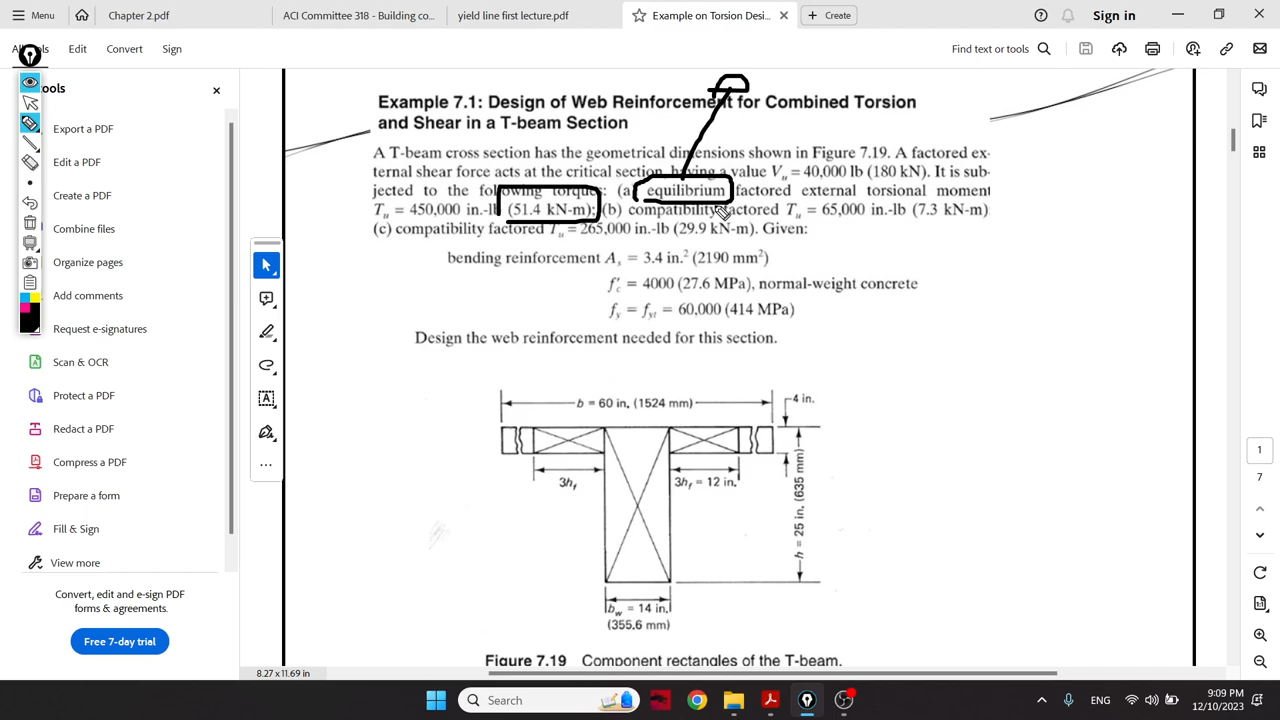 Menu
Chapter 2.pdf
ACI Committee 318 - Building co...
yield line first lecture.pdf
Example on Torsion Desi...
Create
Sign in
All tools
Edit
Convert
Sign
Find text or tools
tools
Export a PDF
Edit a PDF
Create a PDF
Combine files
Organize pages
Add comments
Request e-signatures
Scan & OCR
Protect a PDF
Redact a PDF
Compress a PDF
Prepare a form
Fill & Sign
View more
Convert, edit and e-sign PDF
forms & agreements.
Free 7-day trial
Example 7.1: Design of Web Reinforcement for Combined Torsion
and Shear in a T-beam Section
A T-beam cross section has the geometrical dimensions shown in Figure 7.19. A factored ex-
ternal shear force acts at the critical section, having a value Vu = 40,000 lb (180 kN). It is sub-
jected to the following torques: (a) equilibrium factored external torsional moment
Tu = 450,000 in.-lb (51.4 kN-m); (b) compatibility factored Tu = 65,000 in.-lb (7.3 kN-m)
(c) compatibility factored Tu = 265,000 in.-lb (29.9 kN-m). Given:
bending reinforcement As = 3.4 in.² (2190 mm²)
f'c = 4000 (27.6 MPa), normal-weight concrete
fy = fyt = 60,000 (414 MPa)
Design the web reinforcement needed for this section.
b = 60 in. (1524 mm)
4 in.
3hf
3hf = 12 in.
h = 25 in. (635 mm)
bw = 14 in.
(355.6 mm)
Figure 7.19 Component rectangles of the T-beam.
8.27 x 11.69 in
1
7
Search
ENG
9:09 PM
12/10/2023